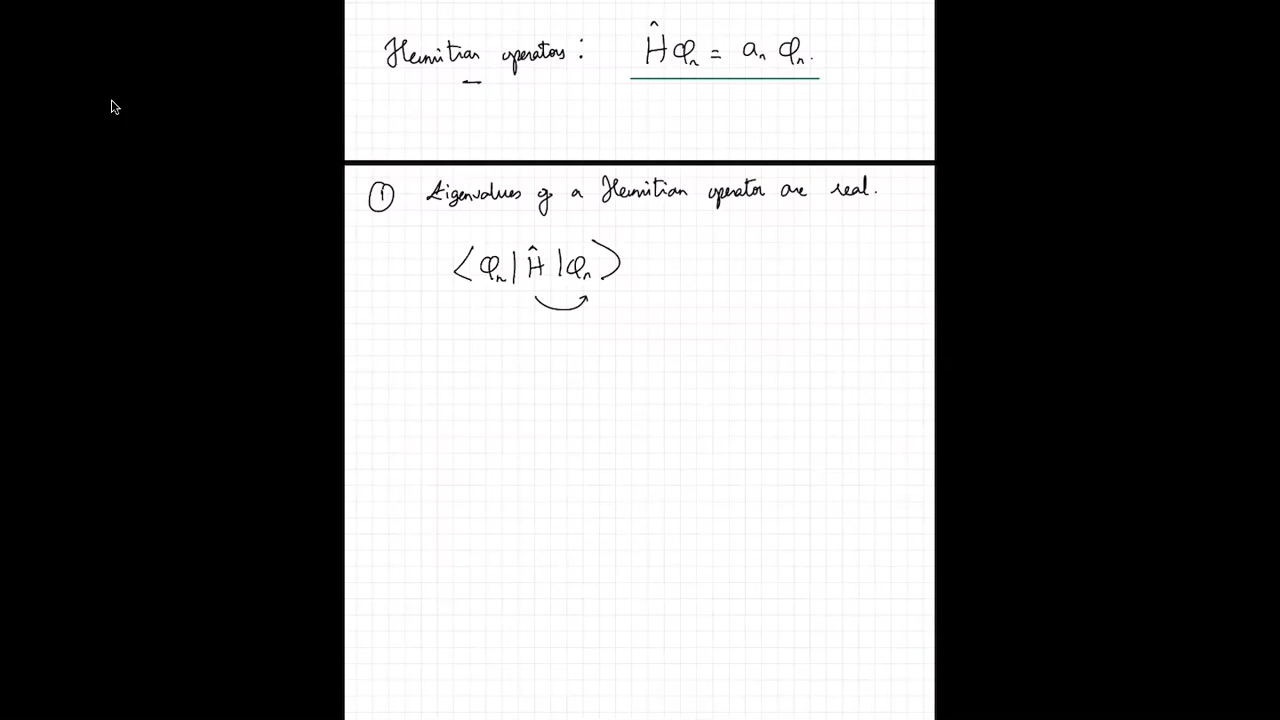 Hermitian operators : Ĥφₙ = aₙ φₙ.
① Eigenvalues of a Hermitian operator are real.
⟨φₙ|Ĥ|φₙ⟩